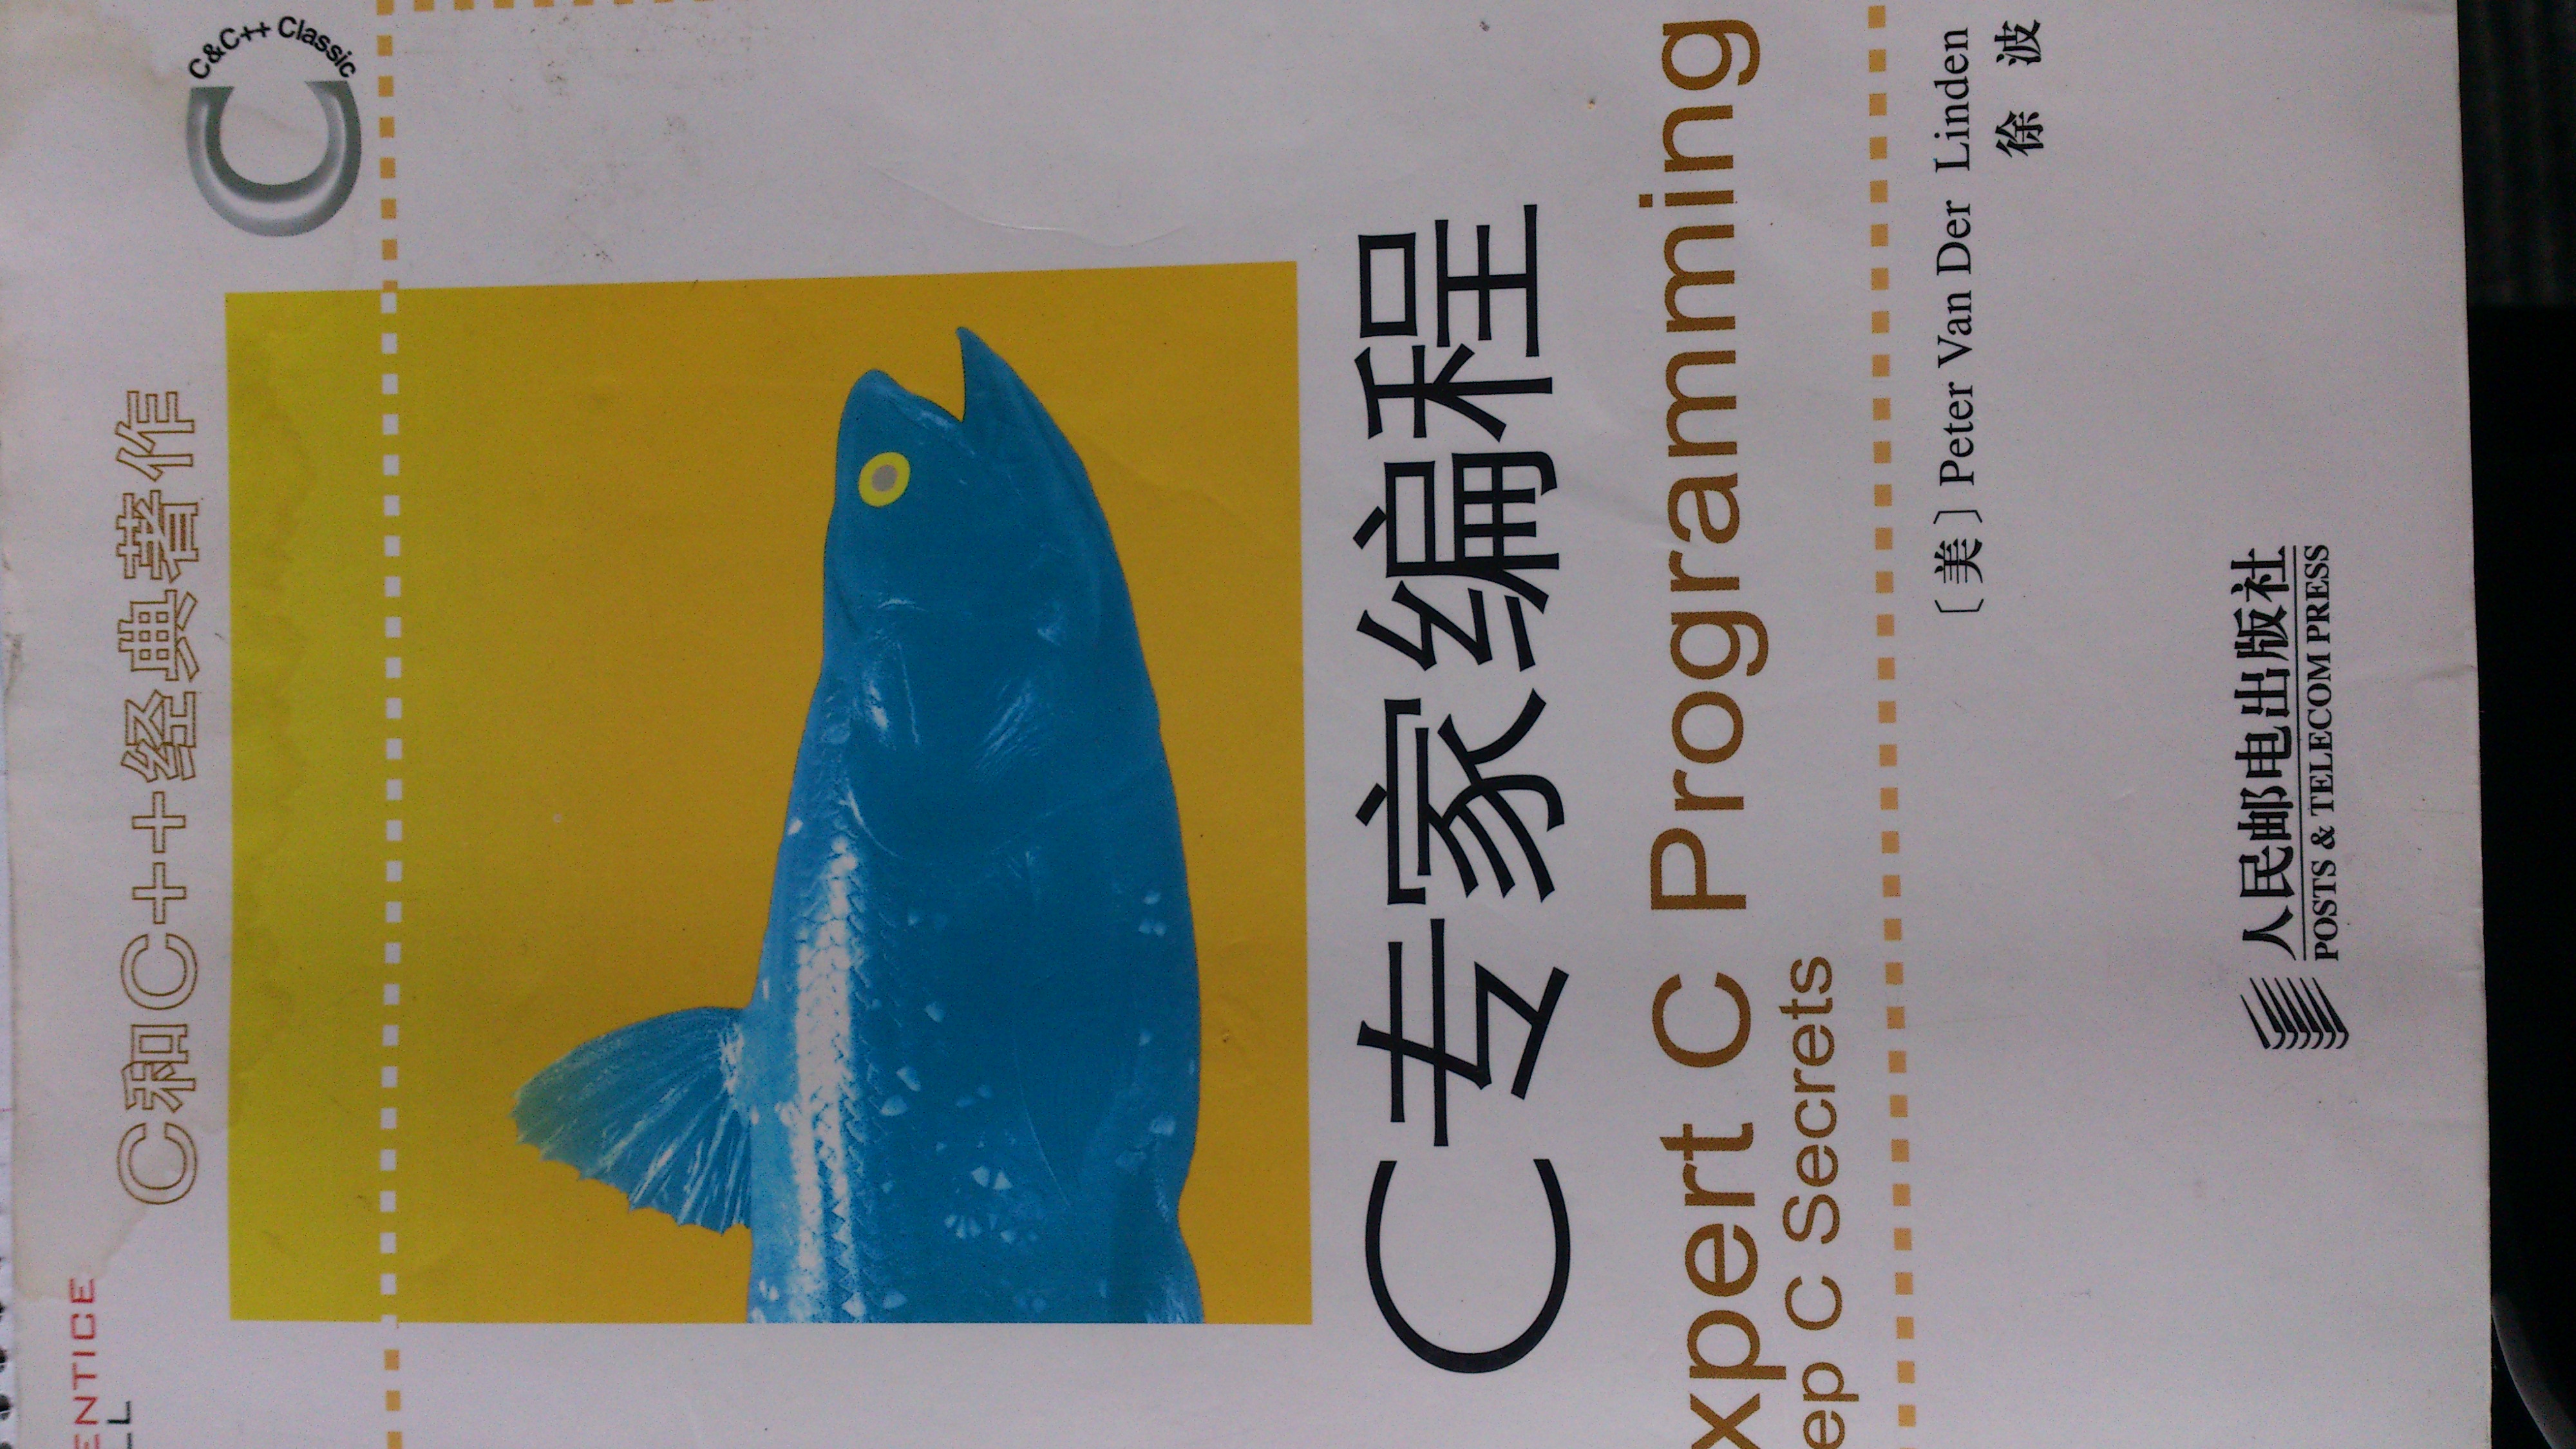 ENTICE
LL
C和C++经典著作
C&C++ Classic
C专家编程
xpert C Programming
ep C Secrets
〔美〕Peter Van Der Linden
徐 波
人民邮电出版社
POSTS & TELECOM PRESS